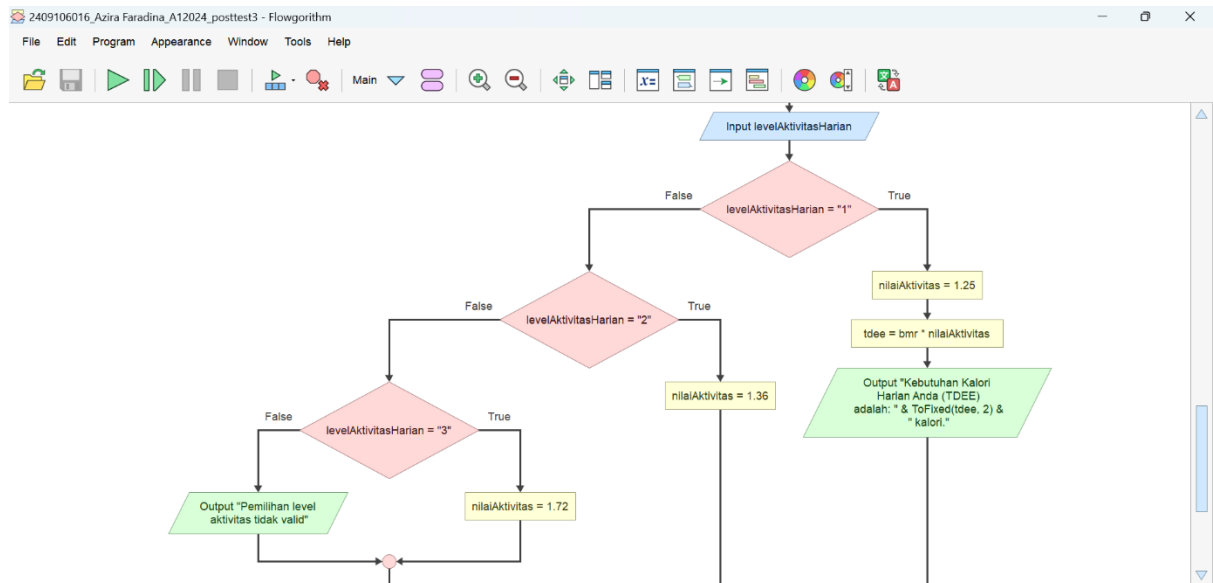 2409106016_Azira Faradina_A12024_posttest3 - Flowgorithm
File Edit Program Appearance Window Tools Help
Main
Input levelAktivitasHarian
False
True
levelAktivitasHarian = "1"
nilaiAktivitas = 1.25
False
True
levelAktivitasHarian = "2"
tdee = bmr * nilaiAktivitas
Output "Kebutuhan Kalori
Harian Anda (TDEE)
adalah: " & ToFixed(tdee, 2) &
" kalori."
nilaiAktivitas = 1.36
False
True
levelAktivitasHarian = "3"
Output "Pemilihan level
aktivitas tidak valid"
nilaiAktivitas = 1.72